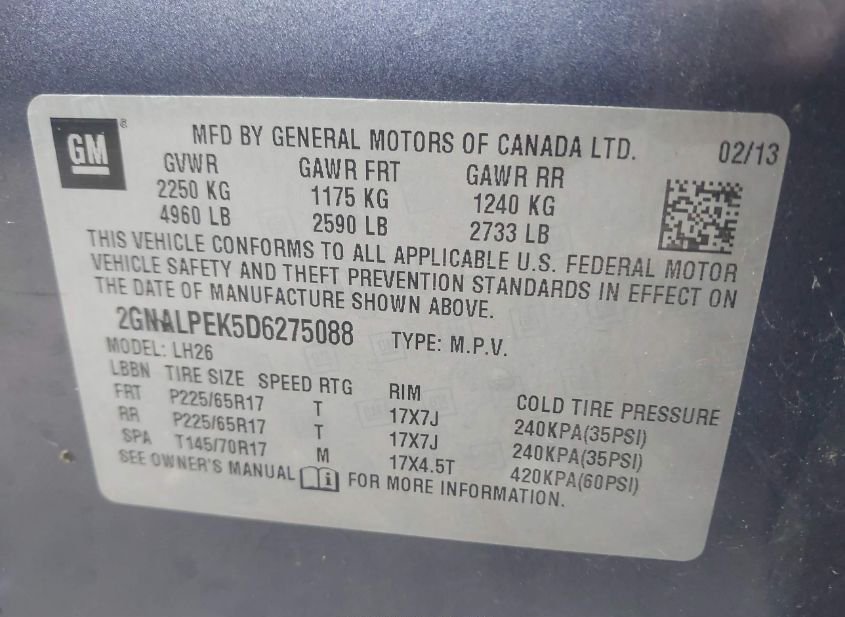 GM
MFD BY GENERAL MOTORS OF CANADA LTD. 02/13
GVWR GAWR FRT GAWR RR
2250 KG 1175 KG 1240 KG
4960 LB 2590 LB 2733 LB
THIS VEHICLE CONFORMS TO ALL APPLICABLE U.S. FEDERAL MOTOR
VEHICLE SAFETY AND THEFT PREVENTION STANDARDS IN EFFECT ON
THE DATE OF MANUFACTURE SHOWN ABOVE.
2GNALPEK5D6275088 TYPE: M.P.V.
MODEL: LH26
LBBN TIRE SIZE SPEED RTG RIM COLD TIRE PRESSURE
FRT P225/65R17 T 17X7J 240KPA(35PSI)
RR P225/65R17 T 17X7J 240KPA(35PSI)
SPA T145/70R17 M 17X4.5T 420KPA(60PSI)
SEE OWNER'S MANUAL FOR MORE INFORMATION.